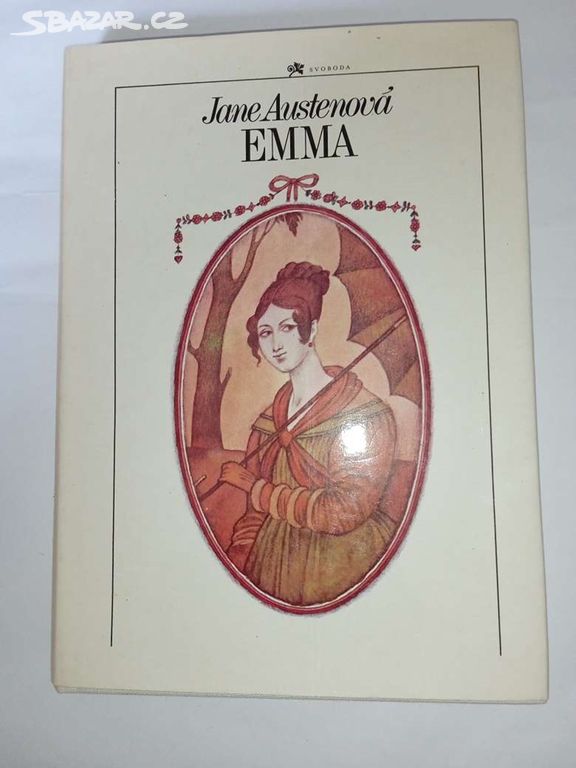 SBAZAR.CZ
SVOBODA
Jane Austenová
EMMA